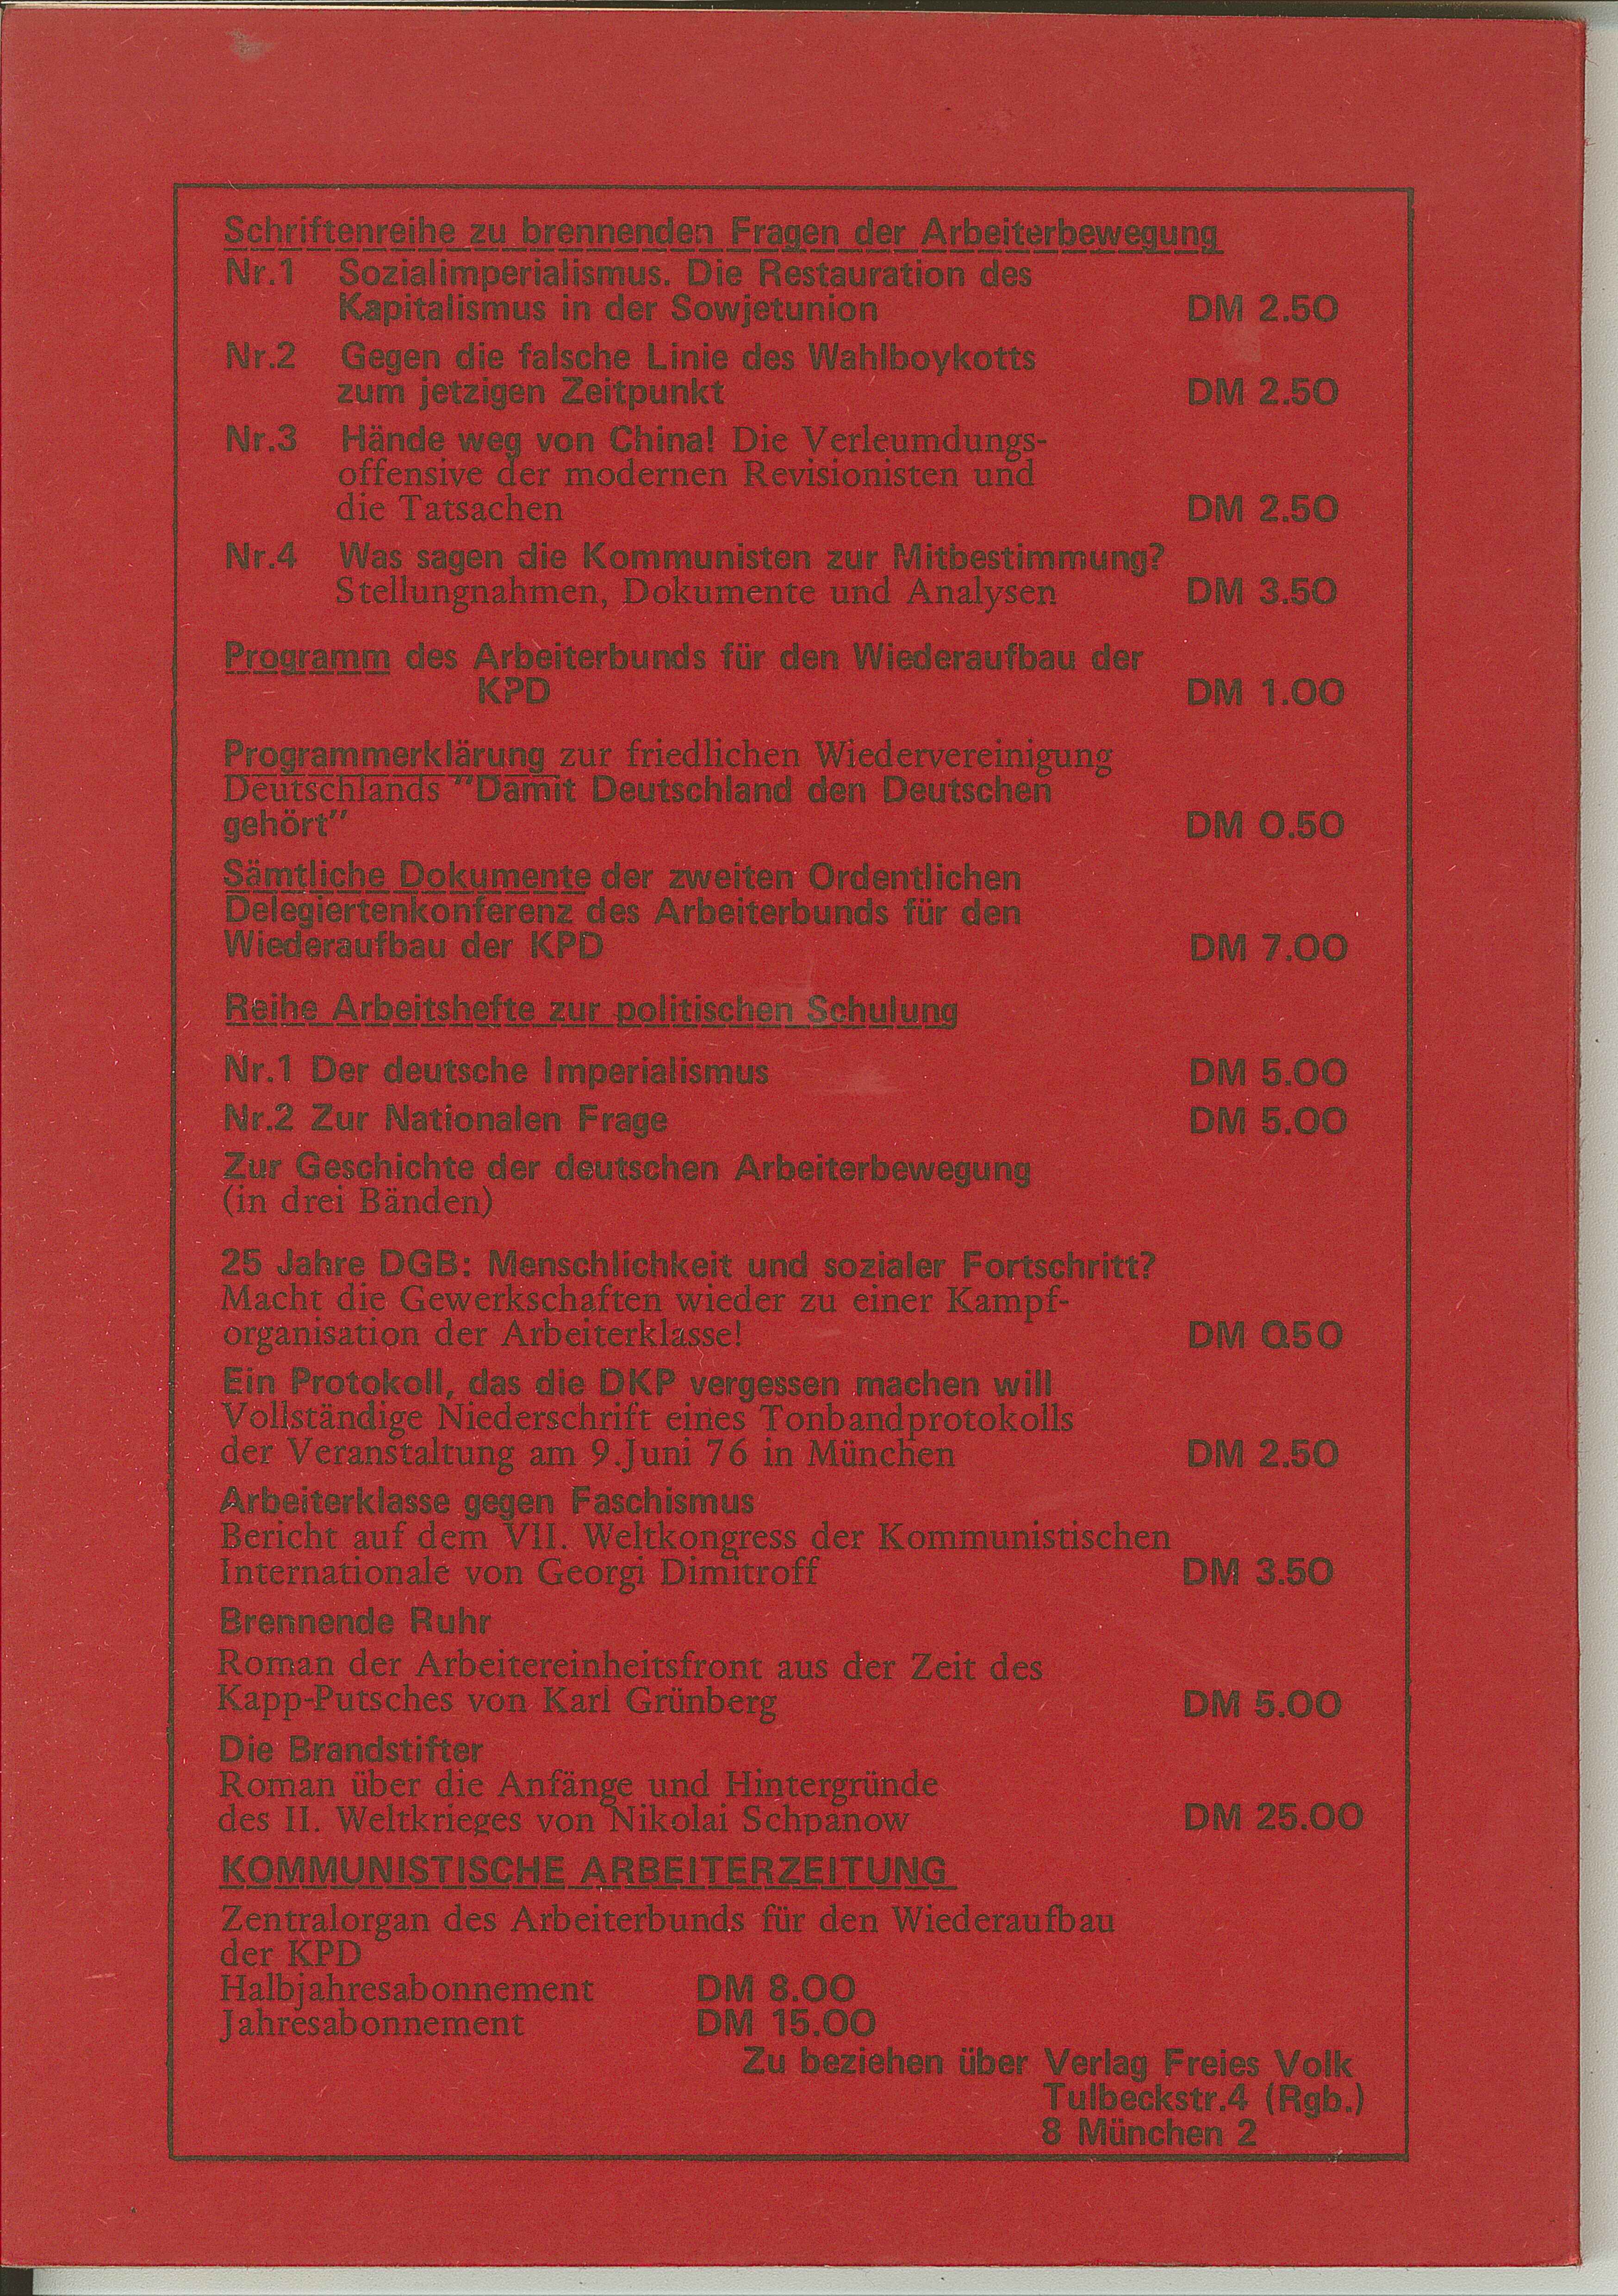 Schriftenreihe zu brennenden Fragen der Arbeiterbewegung
Nr.1 Sozialimperialismus. Die Restauration des
Kapitalismus in der Sowjetunion DM 2.50
Nr.2 Gegen die falsche Linie des Wahlboykotts
zum jetzigen Zeitpunkt DM 2.50
Nr.3 Hände weg von China! Die Verleumdungs-
offensive der modernen Revisionisten und
die Tatsachen DM 2.50
Nr.4 Was sagen die Kommunisten zur Mitbestimmung?
Stellungnahmen, Dokumente und Analysen DM 3.50
Programm des Arbeiterbunds für den Wiederaufbau der
KPD DM 1.00
Programmerklärung zur friedlichen Wiedervereinigung
Deutschlands "Damit Deutschland den Deutschen
gehört" DM 0.50
Sämtliche Dokumente der zweiten Ordentlichen
Delegiertenkonferenz des Arbeiterbunds für den
Wiederaufbau der KPD DM 7.00
Reihe Arbeitshefte zur politischen Schulung
Nr.1 Der deutsche Imperialismus DM 5.00
Nr.2 Zur Nationalen Frage DM 5.00
Zur Geschichte der deutschen Arbeiterbewegung
(in drei Bänden)
25 Jahre DGB: Menschlichkeit und sozialer Fortschritt?
Macht die Gewerkschaften wieder zu einer Kampf-
organisation der Arbeiterklasse! DM 0.50
Ein Protokoll, das die DKP vergessen machen will
Vollständige Niederschrift eines Tonbandprotokolls
der Veranstaltung am 9.Juni 76 in München DM 2.50
Arbeiterklasse gegen Faschismus
Bericht auf dem VII. Weltkongress der Kommunistischen
Internationale von Georgi Dimitroff DM 3.50
Brennende Ruhr
Roman der Arbeitereinheitsfront aus der Zeit des
Kapp-Putsches von Karl Grünberg DM 5.00
Die Brandstifter
Roman über die Anfänge und Hintergründe
des II. Weltkrieges von Nikolai Schpanow DM 25.00
KOMMUNISTISCHE ARBEITERZEITUNG
Zentralorgan des Arbeiterbunds für den Wiederaufbau
der KPD
Halbjahresabonnement DM 8.00
Jahresabonnement DM 15.00
Zu beziehen über Verlag Freies Volk
Tulbeckstr.4 (Rgb.)
8 München 2